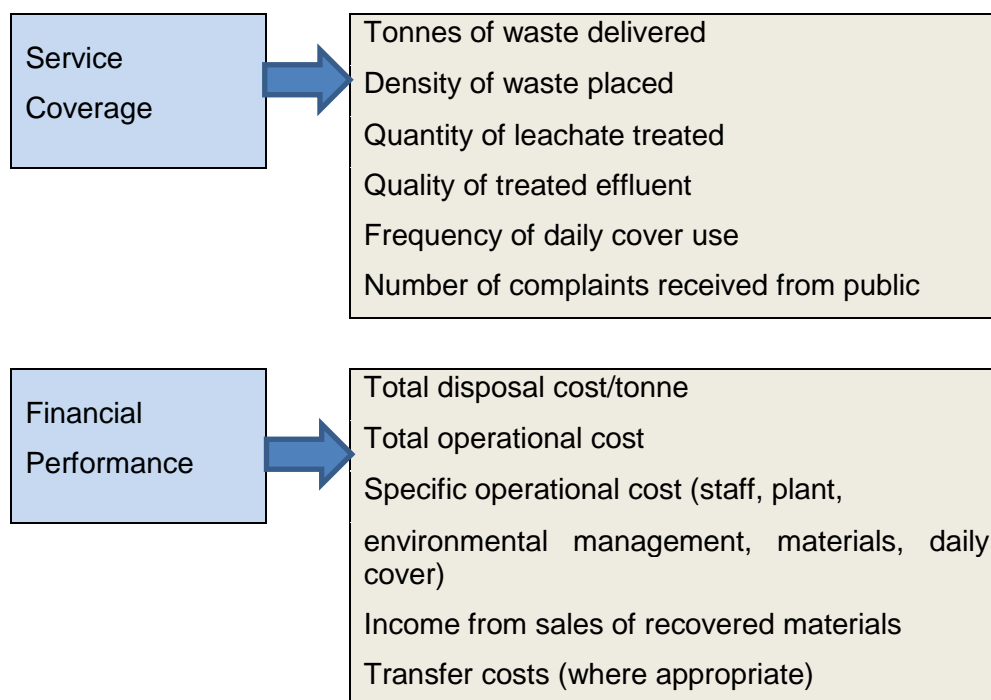 Service
Coverage
Tonnes of waste delivered
Density of waste placed
Quantity of leachate treated
Quality of treated effluent
Frequency of daily cover use
Number of complaints received from public
Financial
Performance
Total disposal cost/tonne
Total operational cost
Specific operational cost (staff, plant,
environmental management, materials, daily
cover)
Income from sales of recovered materials
Transfer costs (where appropriate)